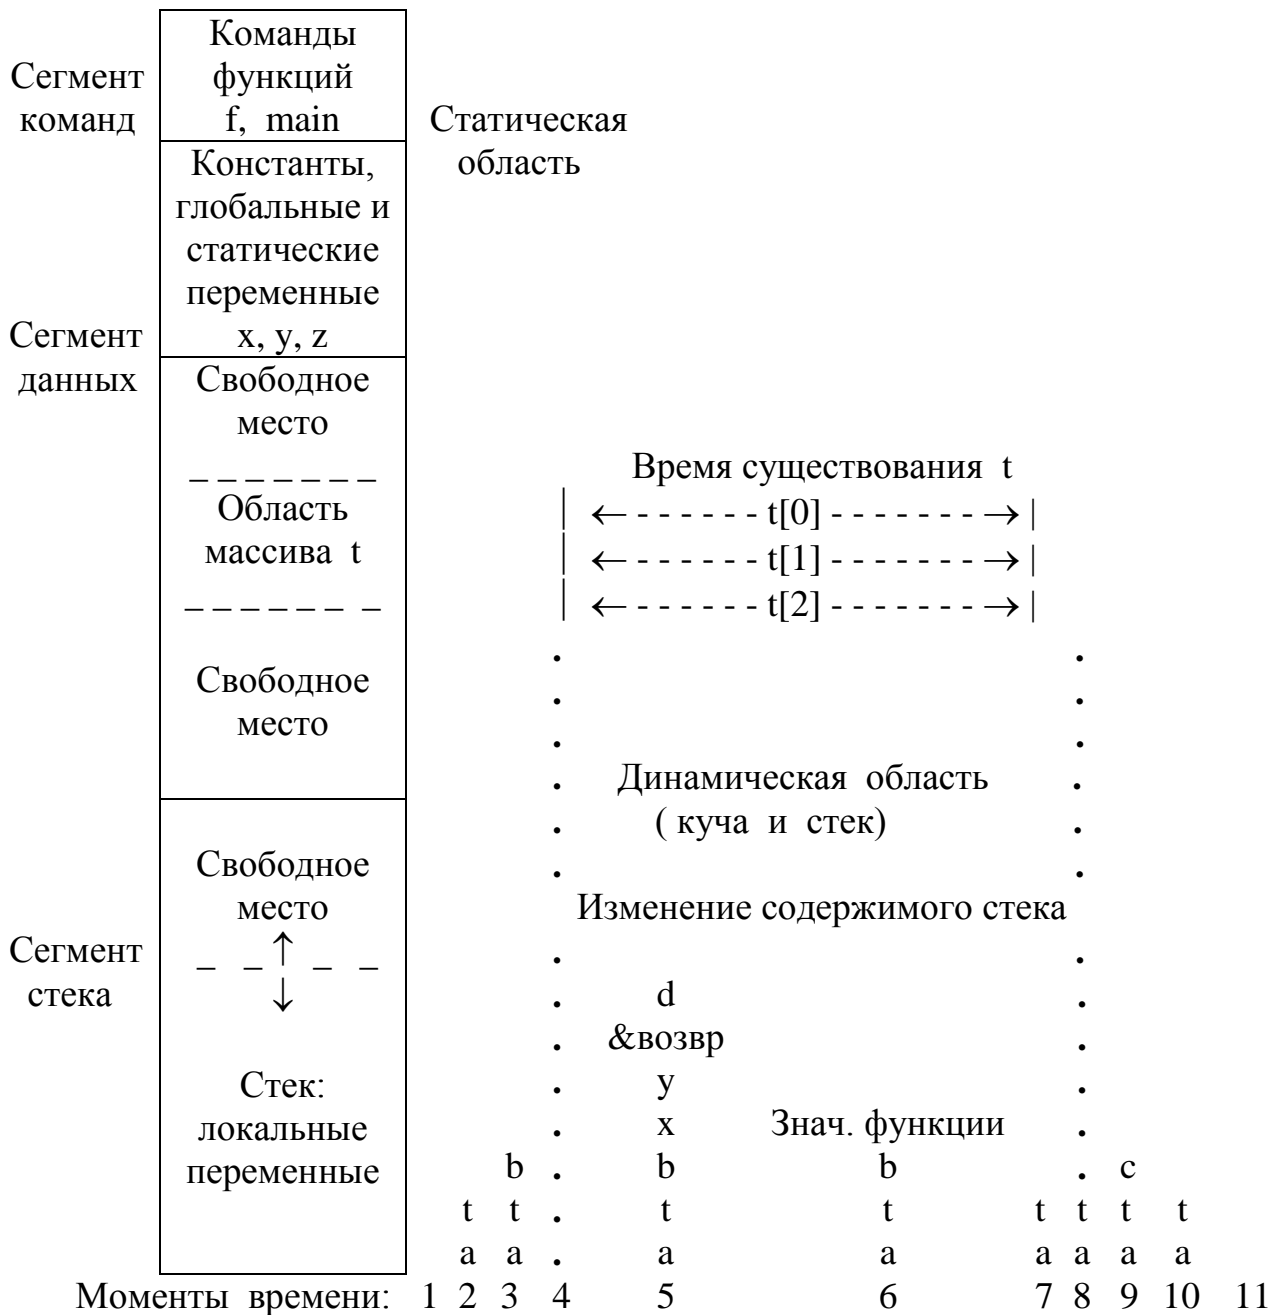 Команды
Сегмент функций
команд f, main Статическая
Константы, область
глобальные и
статические
переменные
Сегмент x, y, z
данных Свободное
место
Время существования t
– – – – – – –
Область | ← - - - - - - t[0] - - - - - - - → |
массива t | ← - - - - - - t[1] - - - - - - - → |
– – – – – – – – | ← - - - - - - t[2] - - - - - - - → |
. .
Свободное . .
место . .
. Динамическая область .
. ( куча и стек) .
Свободное . .
место Изменение содержимого стека
Сегмент – – ↑ – – . .
стека ↓ . d .
. &возвр .
Стек: . y .
локальные . x Знач. функции .
переменные b . b b . c
t t . t t t t t t
a a . a a a a a a
Моменты времени: 1 2 3 4 5 6 7 8 9 10 11